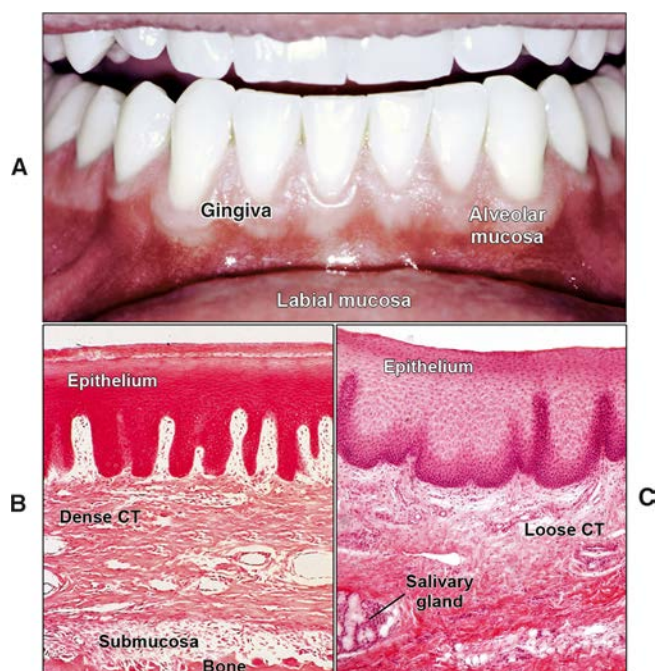 A
Gingiva
Alveolar
mucosa
Labial mucosa
Epithelium
Epithelium
B
Dense CT
Loose CT
C
Salivary
gland
Submucosa
Bone